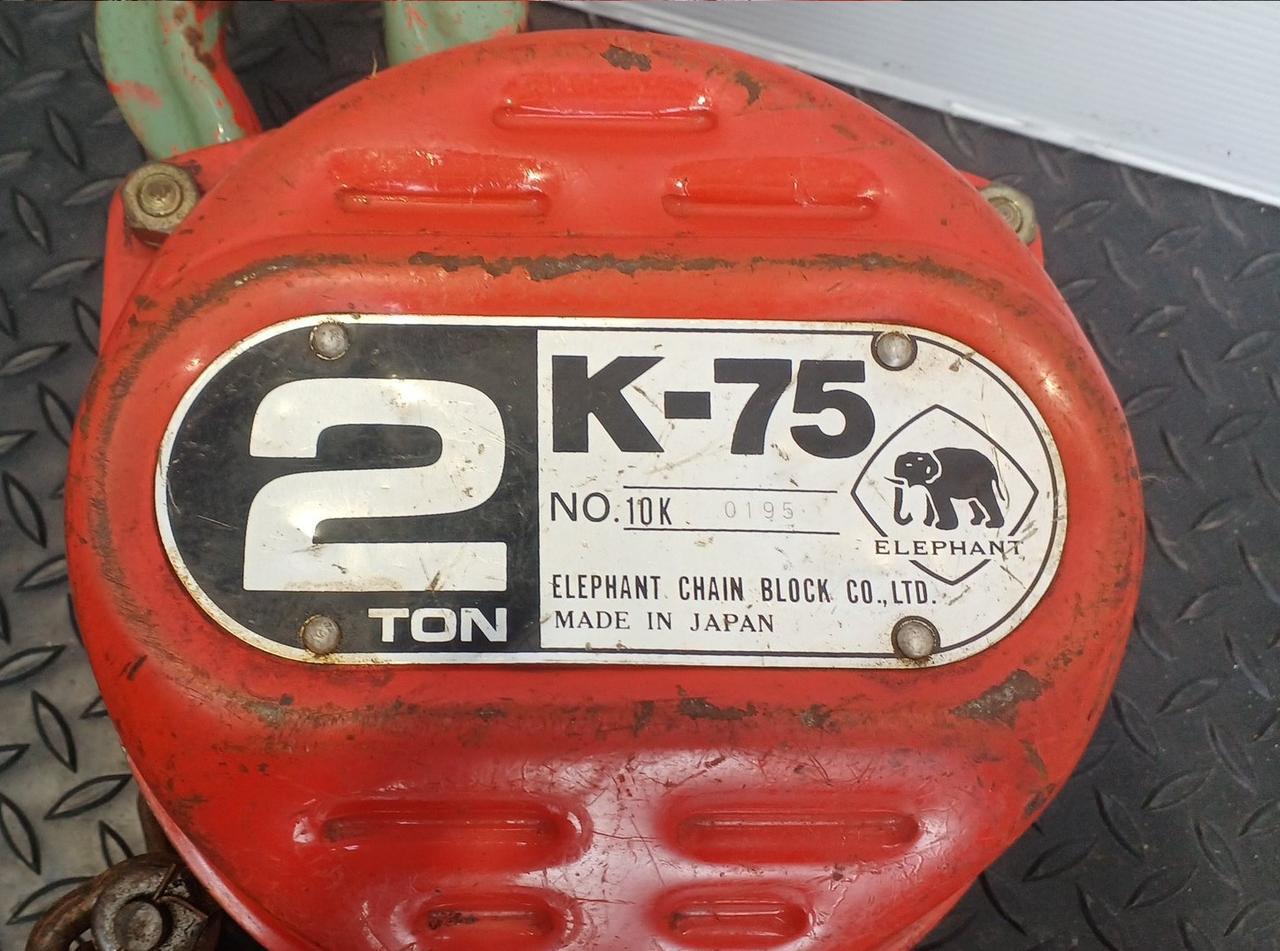 2
TON
K-75
NO. 10K 0195
ELEPHANT
ELEPHANT CHAIN BLOCK CO., LTD.
MADE IN JAPAN